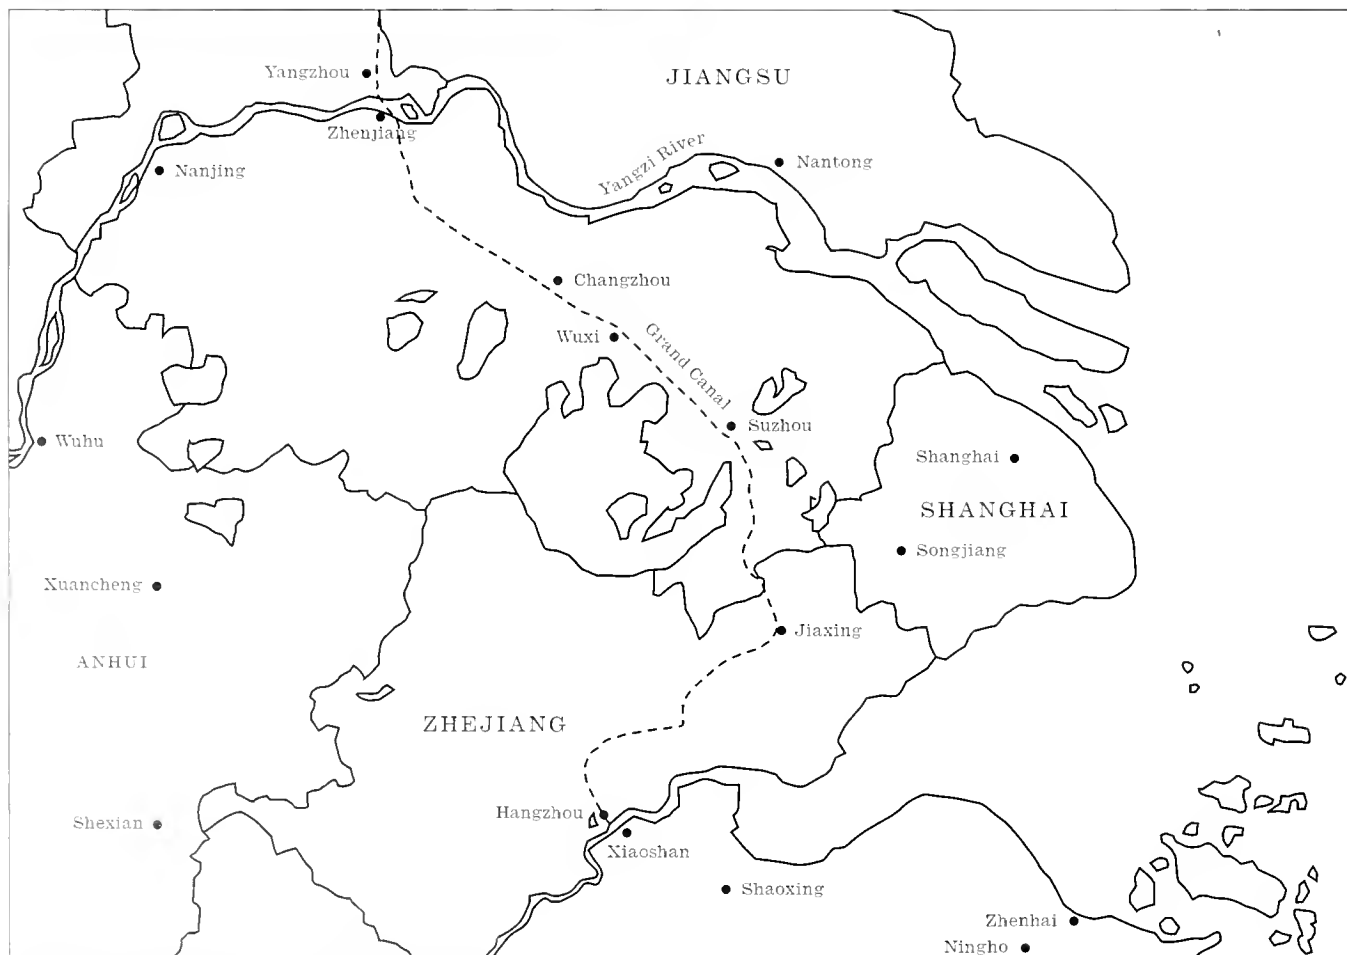 Yangzhou
JIANGSU
Zhenjiang
Yangzi River
Nantong
Nanjing
Changzhou
Wuxi
Grand Canal
Suzhou
Wuhu
Shanghai
SHANGHAI
Songjiang
Xuancheng
Jiaxing
ANHUI
ZHEJIANG
Hangzhou
Shexian
Xiaoshan
Shaoxing
Zhenhai
Ningho